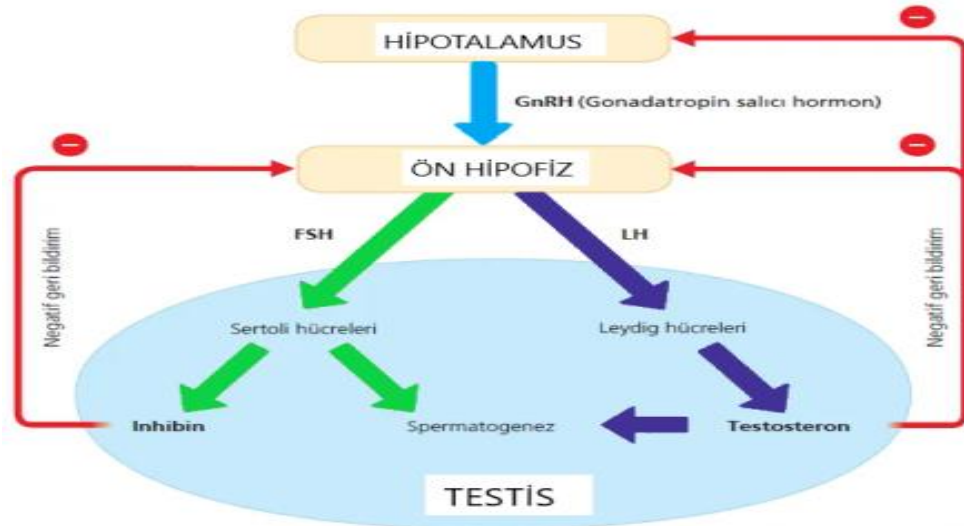 HİPOTALAMUS
GnRH (Gonadatropin salıcı hormon)
ÖN HİPOFİZ
FSH
LH
Negatif geri bildirim
Negatif geri bildirim
Sertoli hücreleri
Leydig hücreleri
Inhibin
Spermatogenez
Testosteron
TESTİS